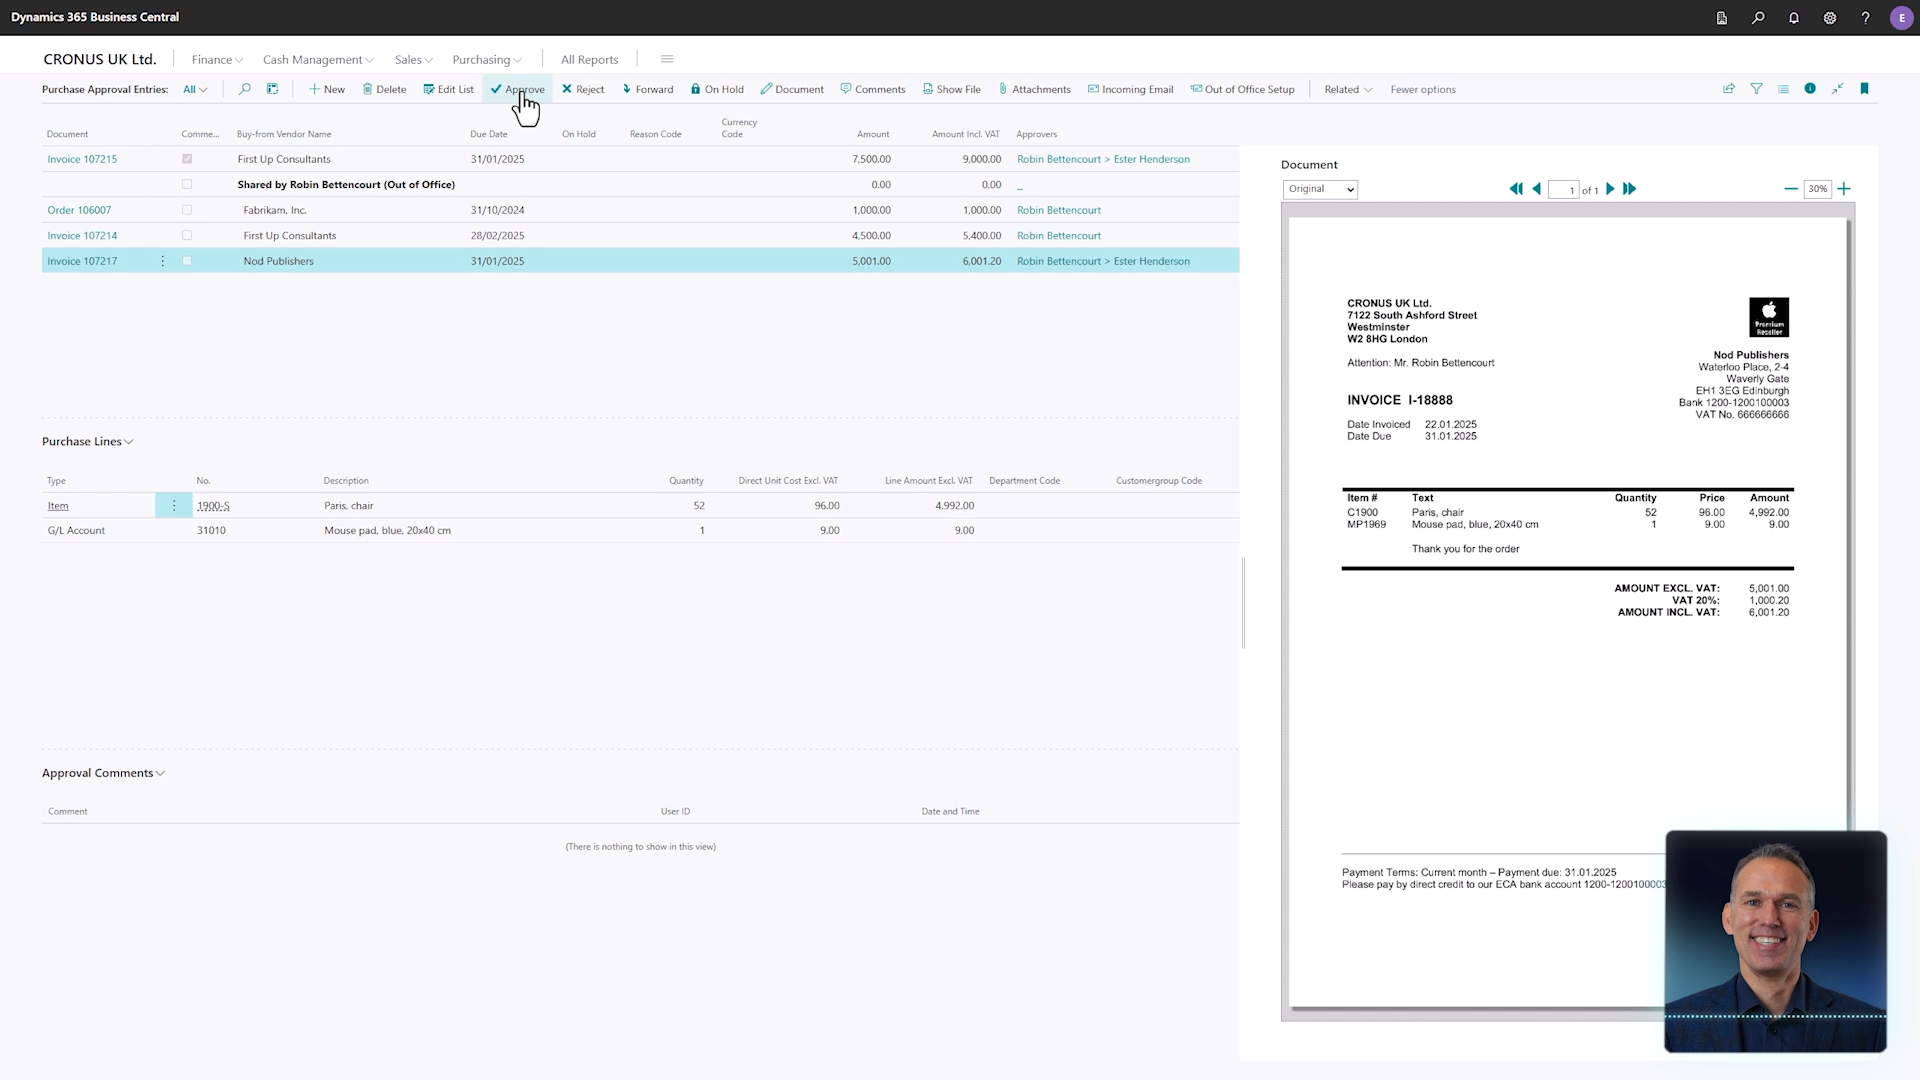 Dynamics 365 Business Central
E
CRONUS UK Ltd. Finance Cash Management Sales Purchasing All Reports
Purchase Approval Entries: All New Delete Edit List Approve Reject Forward On Hold Document Comments Show File Attachments Incoming Email Out of Office Setup Related Fewer options
Document Comme... Buy-from Vendor Name Due Date On Hold Reason Code Currency Code Amount Amount Incl. VAT Approvers
Invoice 107215 First Up Consultants 31/01/2025 7,500.00 9,000.00 Robin Bettencourt > Ester Henderson
Shared by Robin Bettencourt (Out of Office) 0.00 0.00 _
Order 106007 Fabrikam, Inc. 31/10/2024 1,000.00 1,000.00 Robin Bettencourt
Invoice 107214 First Up Consultants 28/02/2025 4,500.00 5,400.00 Robin Bettencourt
Invoice 107217 Nod Publishers 31/01/2025 5,001.00 6,001.20 Robin Bettencourt > Ester Henderson
Purchase Lines
Type No. Description Quantity Direct Unit Cost Excl. VAT Line Amount Excl. VAT Department Code Customergroup Code
Item 1900-S Paris, chair 52 96.00 4,992.00
G/L Account 31010 Mouse pad, blue, 20x40 cm 1 9.00 9.00
Approval Comments
Comment User ID Date and Time
(There is nothing to show in this view)
Document
Original 1 of 1 30%
CRONUS UK Ltd.
7122 South Ashford Street
Westminster
W2 8HG London
Attention: Mr. Robin Bettencourt
Premium
Reseller
Nod Publishers
Waterloo Place, 2-4
Waverly Gate
EH1 3EG Edinburgh
Bank 1200-1200100003
VAT No. 666666666
INVOICE I-18888
Date Invoiced 22.01.2025
Date Due 31.01.2025
Item # Text Quantity Price Amount
C1900 Paris, chair 52 96.00 4,992.00
MP1969 Mouse pad, blue, 20x40 cm 1 9.00 9.00
Thank you for the order
AMOUNT EXCL. VAT: 5,001.00
VAT 20%: 1,000.20
AMOUNT INCL. VAT: 6,001.20
Payment Terms: Current month – Payment due: 31.01.2025
Please pay by direct credit to our ECA bank account 1200-1200100003